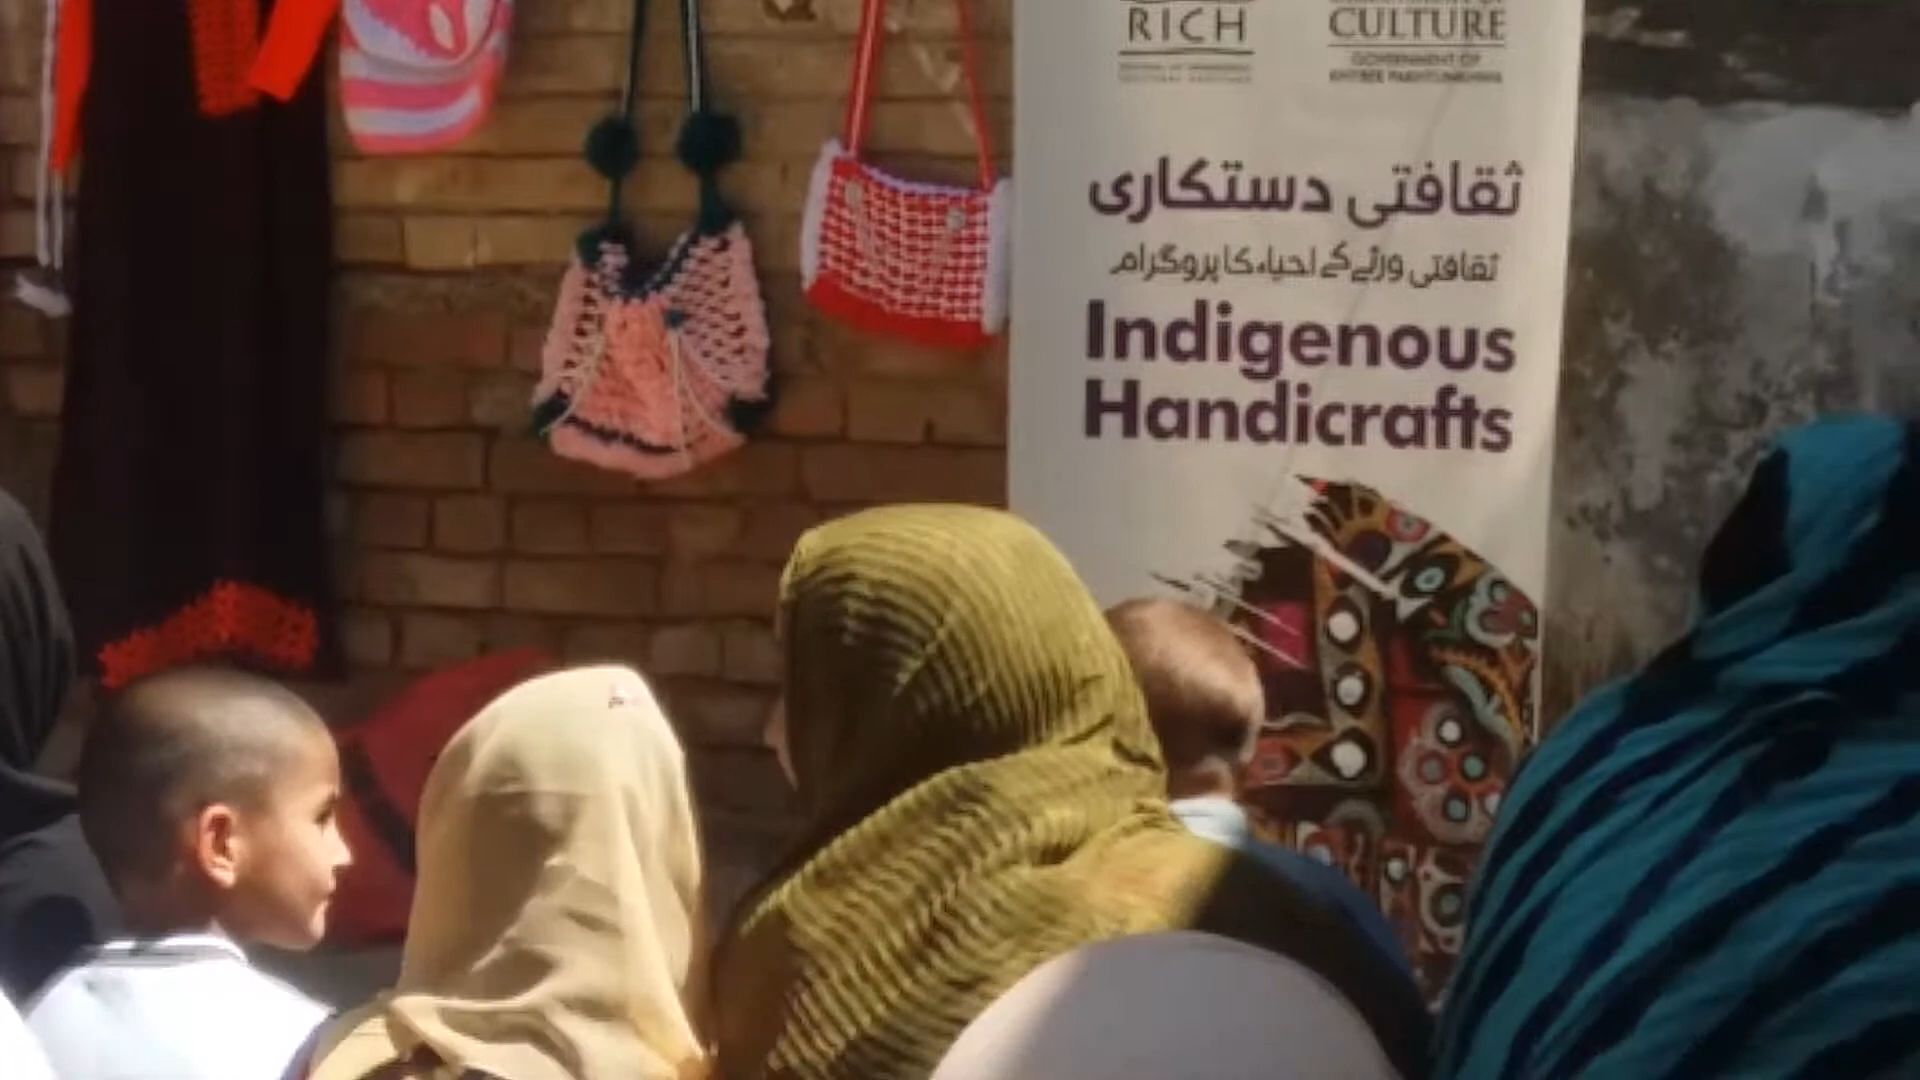 RICH
CULTURE
GOVERNMENT OF
KHYBER PAKHTUNKHWA
ثقافتی دستکاری
ثقافتی ورثے کے احیاء کا پروگرام
Indigenous
Handicrafts